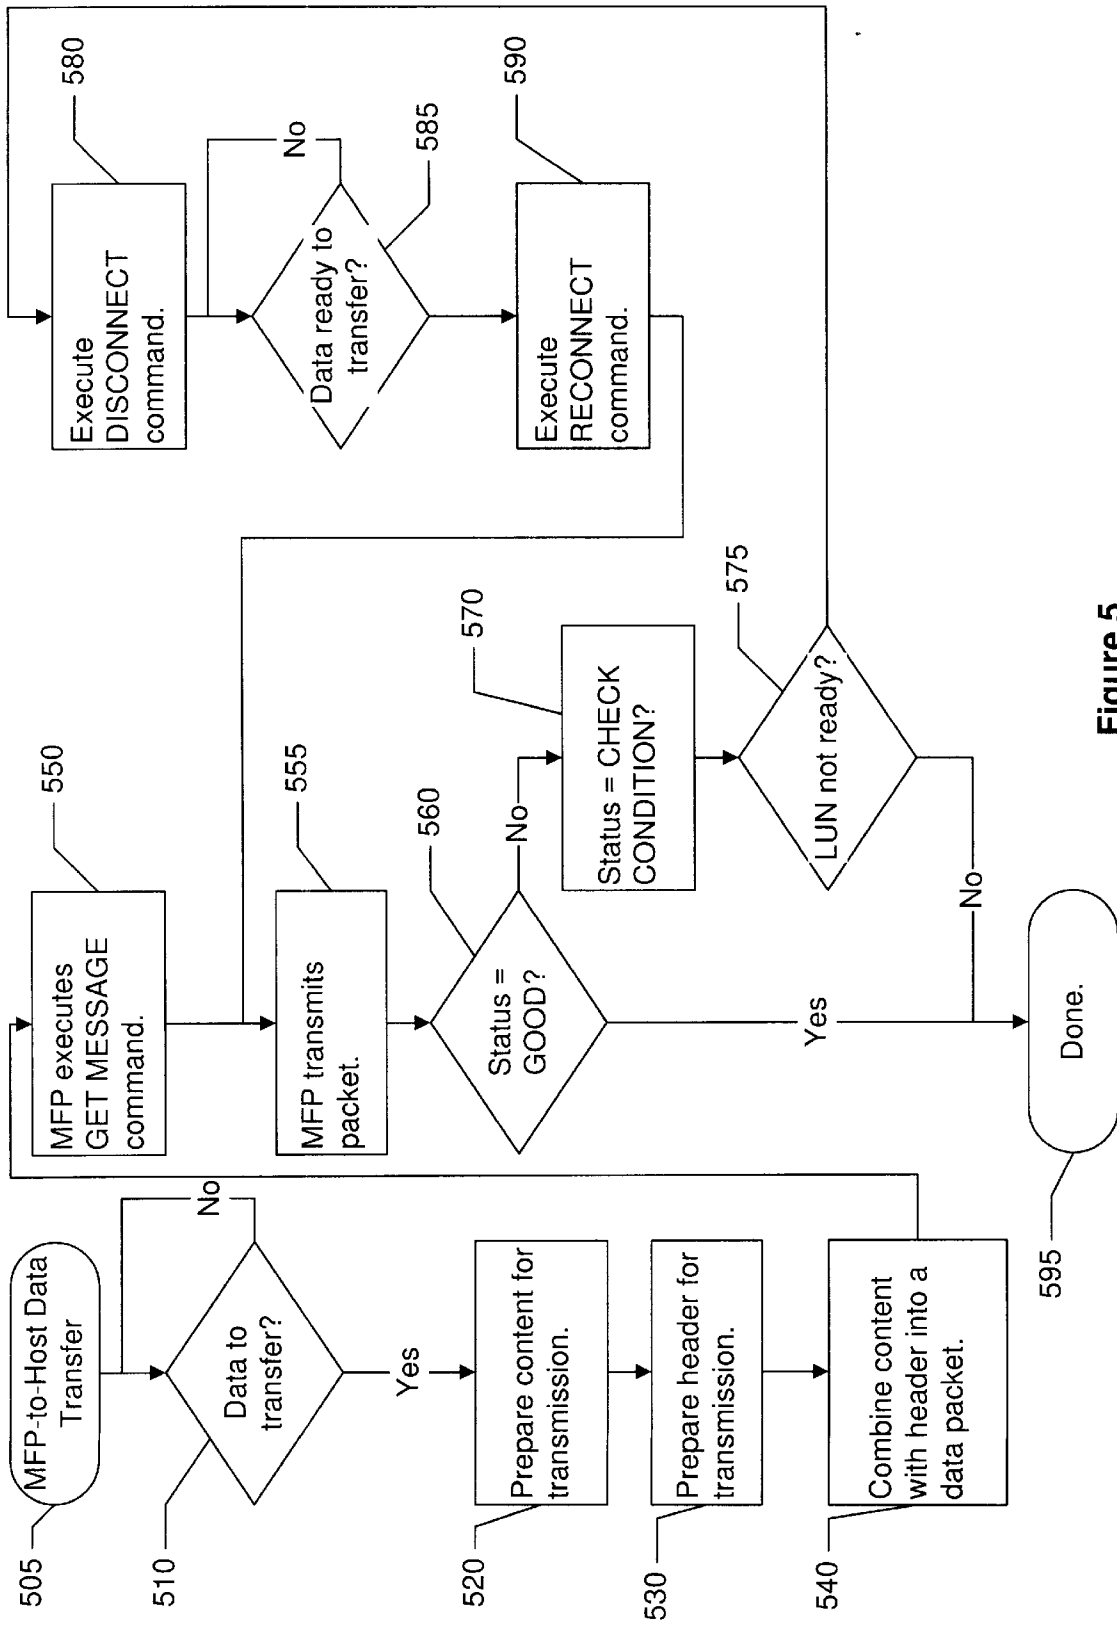 505
MFP-to-Host Data
Transfer
No
510
Data to
transfer?
Yes
520
Prepare content for
transmission.
530
Prepare header for
transmission.
540
Combine content
with header into a
data packet.
550
MFP executes
GET MESSAGE
command.
555
MFP transmits
packet.
560
Status =
GOOD?
No
Yes
570
Status = CHECK
CONDITION?
575
LUN not ready?
No
580
Execute
DISCONNECT
command.
585
Data ready to
transfer?
No
590
Execute
RECONNECT
command.
595
Done.
Figure 5